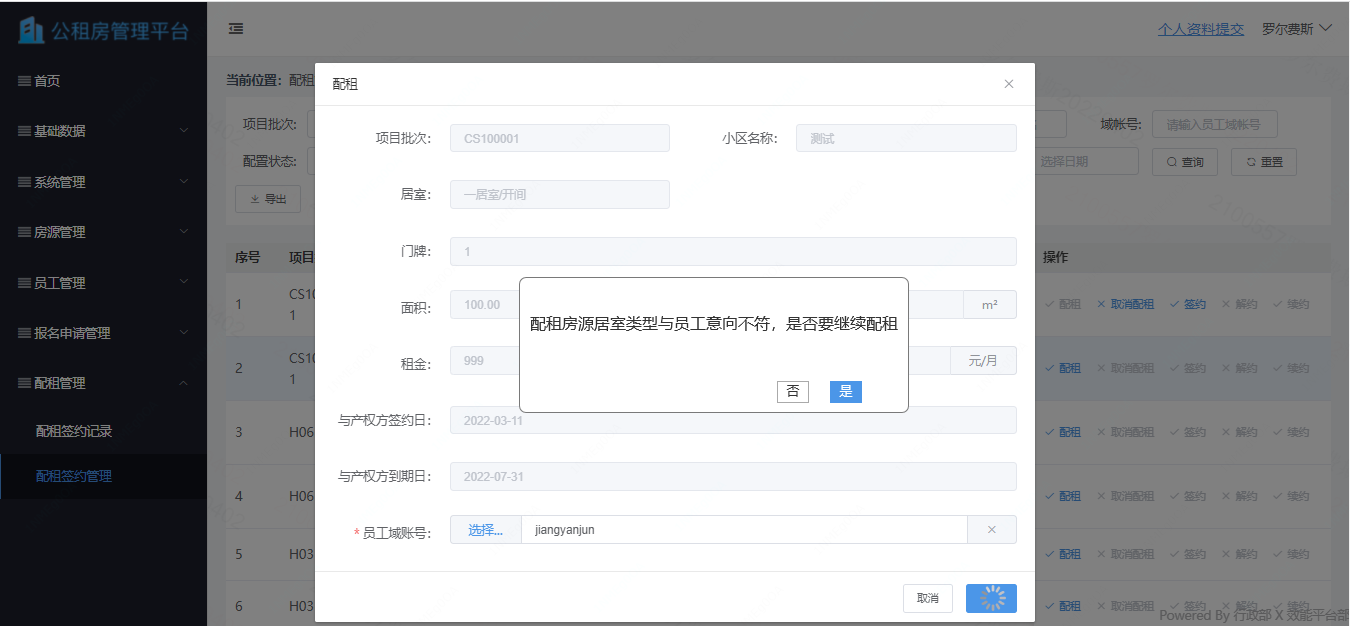 公租房管理平台
个人资料提交 罗尔费斯
首页
基础数据
系统管理
房源管理
员工管理
报名申请管理
配租管理
配租签约记录
配租签约管理
当前位置: 配租
项目批次:
域帐号: 请输入员工域帐号
配置状态:
选择日期 查询 重置
导出
序号 项目 操作
1 CS10
1
配租 取消配租 签约 解约 续约
2 CS10
1
配租 取消配租 签约 解约 续约
3 H06 配租 取消配租 签约 解约 续约
4 H06 配租 取消配租 签约 解约 续约
5 H03 配租 取消配租 签约 解约 续约
6 H03 配租 取消配租 签约 解约 续约
Powered By 行政部 X 效能平台部
配租
项目批次: CS100001 小区名称: 测试
居室: 一居室/开间
门牌: 1
面积: 100.00 m²
租金: 999 元/月
与产权方签约日: 2022-03-11
与产权方到期日: 2022-07-31
* 员工域账号: 选择... jiangyanjun
取消
配租房源居室类型与员工意向不符，是否要继续配租
否 是